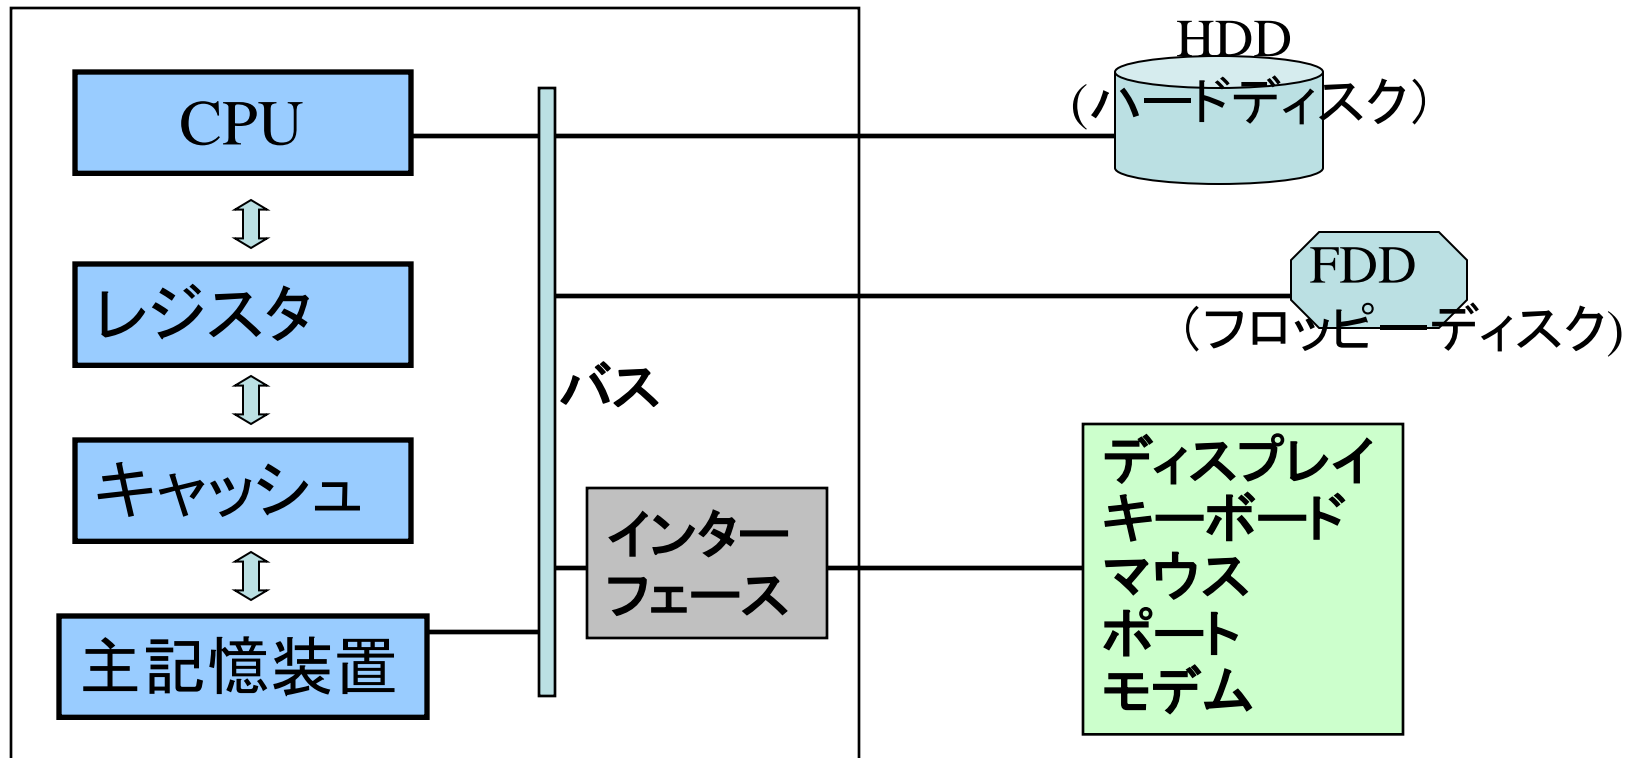 CPU
レジスタ
キャッシュ
主記憶装置
バス
インター
フェース
HDD
(ハードディスク)
FDD
(フロッピーディスク)
ディスプレイ
キーボード
マウス
ポート
モデム